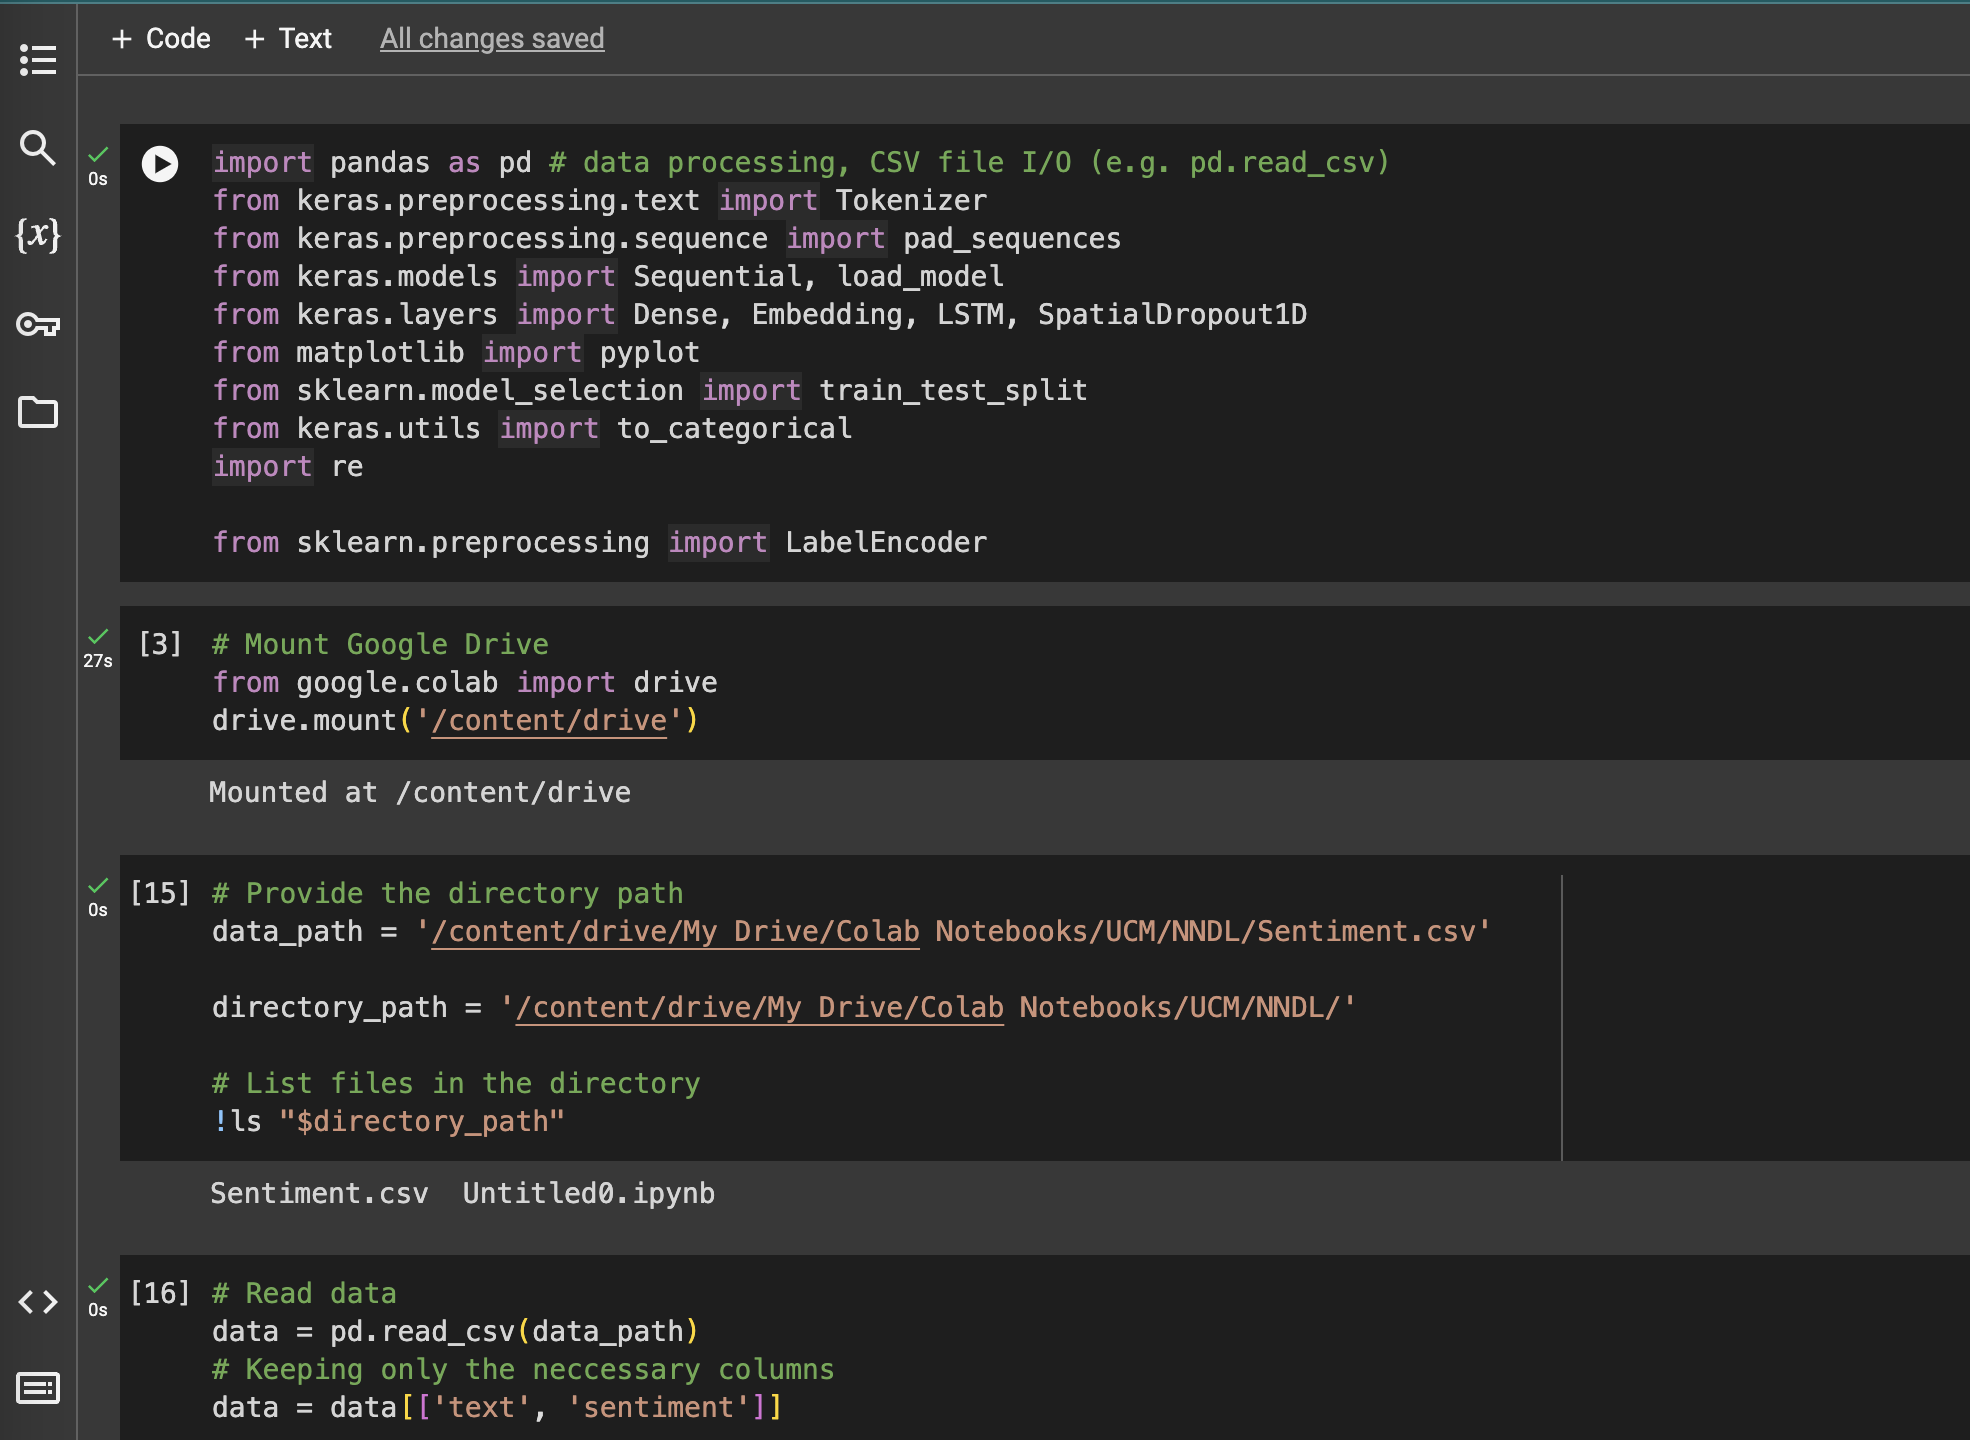 + Code + Text All changes saved
0s
import pandas as pd # data processing, CSV file I/O (e.g. pd.read_csv)
from keras.preprocessing.text import Tokenizer
from keras.preprocessing.sequence import pad_sequences
from keras.models import Sequential, load_model
from keras.layers import Dense, Embedding, LSTM, SpatialDropout1D
from matplotlib import pyplot
from sklearn.model_selection import train_test_split
from keras.utils import to_categorical
import re
from sklearn.preprocessing import LabelEncoder
27s
[3] # Mount Google Drive
from google.colab import drive
drive.mount('/content/drive')
Mounted at /content/drive
0s
[15] # Provide the directory path
data_path = '/content/drive/My Drive/Colab Notebooks/UCM/NNDL/Sentiment.csv'
directory_path = '/content/drive/My Drive/Colab Notebooks/UCM/NNDL/'
# List files in the directory
!ls "$directory_path"
Sentiment.csv Untitled0.ipynb
0s
[16] # Read data
data = pd.read_csv(data_path)
# Keeping only the neccessary columns
data = data[['text', 'sentiment']]
{x}